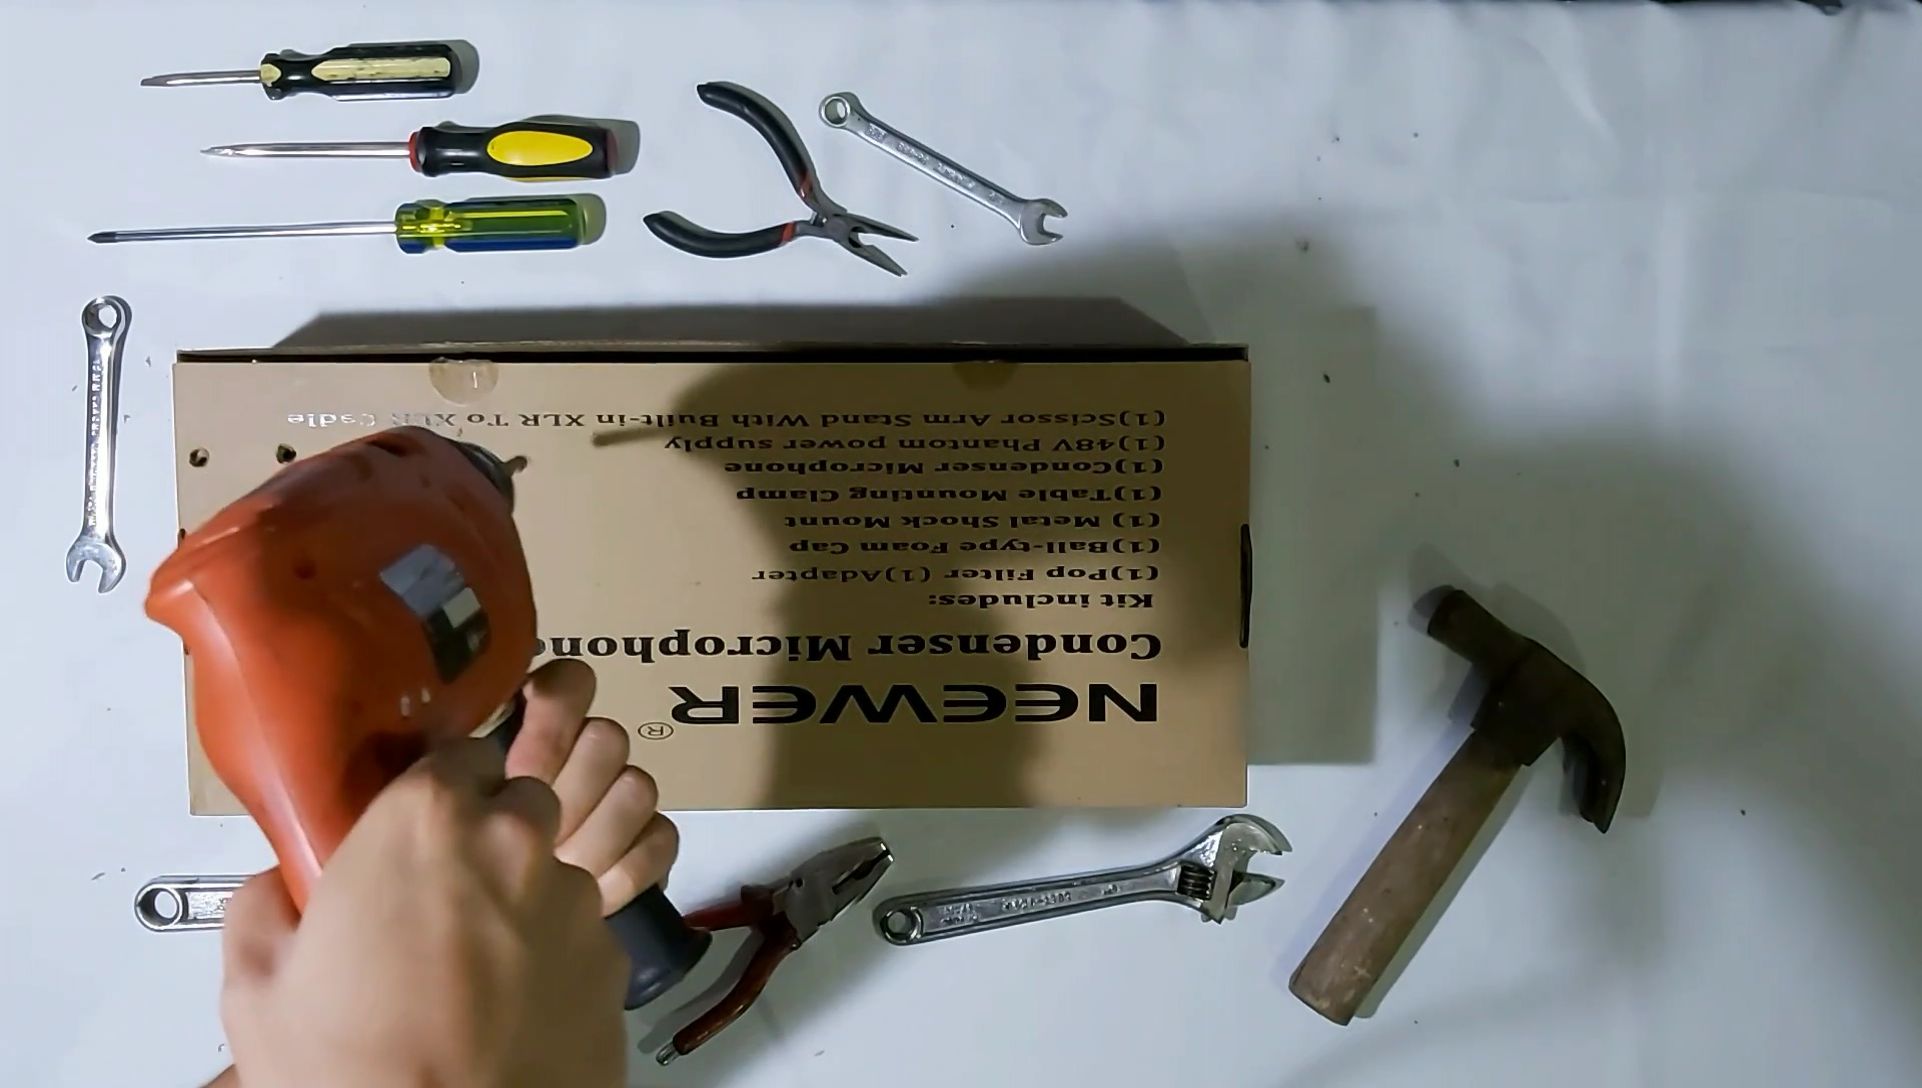 NEEWER®
Condenser Microphone
Kit includes:
(1)Pop Filter (1)Adapter
(1)Ball-type Foam Cap
(1) Metal Shock Mount
(1)Table Mounting Clamp
(1)Condenser Microphone
(1)48V Phantom power supply
(1)Scissor Arm Stand With Built-in XLR To XLR Cable